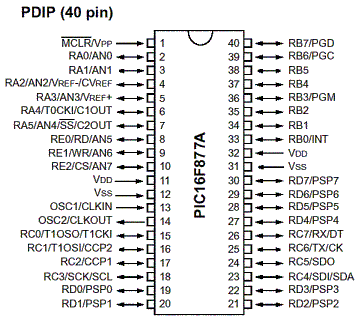 PDIP (40 pin)
MCLR/VPP 1 40 RB7/PGD
RA0/AN0 2 39 RB6/PGC
RA1/AN1 3 38 RB5
RA2/AN2/VREF-/CVREF 4 37 RB4
RA3/AN3/VREF+ 5 36 RB3/PGM
RA4/T0CKI/C1OUT 6 35 RB2
RA5/AN4/SS/C2OUT 7 34 RB1
RE0/RD/AN5 8 33 RB0/INT
RE1/WR/AN6 9 32 VDD
RE2/CS/AN7 10 31 VSS
VDD 11 30 RD7/PSP7
VSS 12 29 RD6/PSP6
OSC1/CLKIN 13 28 RD5/PSP5
OSC2/CLKOUT 14 27 RD4/PSP4
RC0/T1OSO/T1CKI 15 26 RC7/RX/DT
RC1/T1OSI/CCP2 16 25 RC6/TX/CK
RC2/CCP1 17 24 RC5/SDO
RC3/SCK/SCL 18 23 RC4/SDI/SDA
RD0/PSP0 19 22 RD3/PSP3
RD1/PSP1 20 21 RD2/PSP2
PIC16F877A